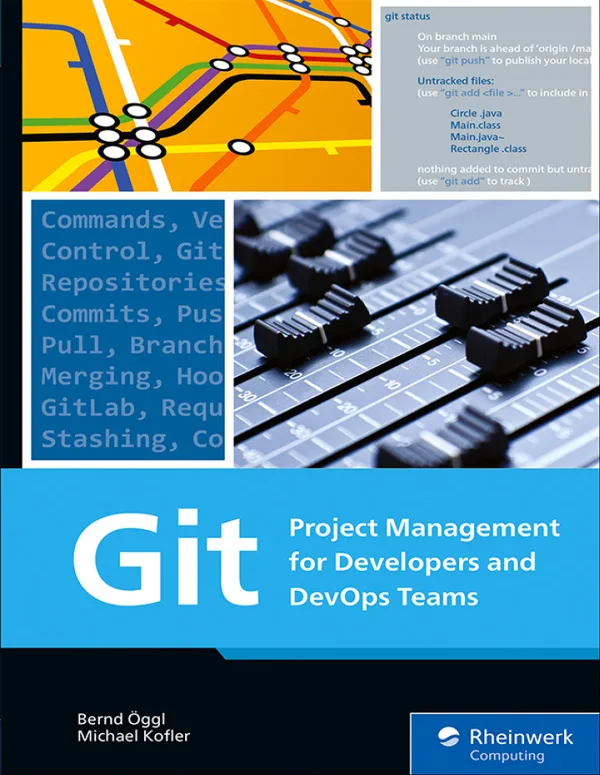 git status
On branch main
Your branch is ahead of 'origin /ma
(use "git push" to publish your local
Untracked files:
(use "git add <file >..." to include in
Circle .java
Main.class
Main.java~
Rectangle .class
nothing added to commit but untra
(use "git add" to track )
Commands, Ve
Control, Git
Repositories
Commits, Pus
Pull, Branch
Merging, Hoo
GitLab, Requ
Stashing, Co
Git
Project Management
for Developers and
DevOps Teams
Bernd Öggl
Michael Kofler
Rheinwerk
Computing